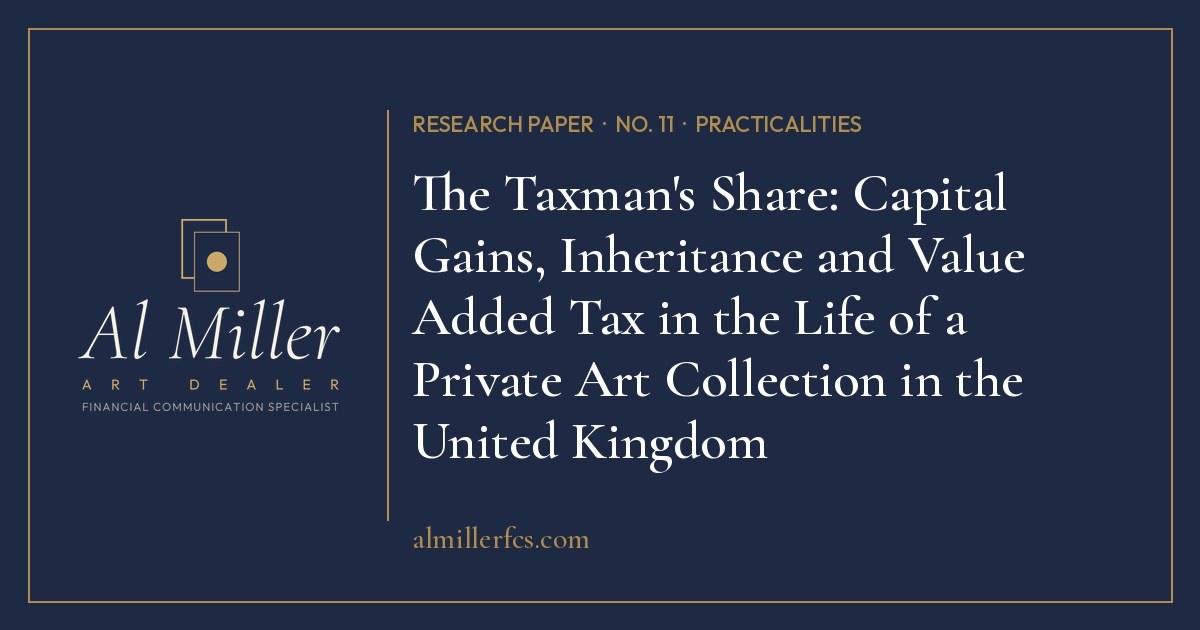 Al Miller
ART DEALER
FINANCIAL COMMUNICATION SPECIALIST
RESEARCH PAPER · NO. 11 · PRACTICALITIES
The Taxman's Share: Capital
Gains, Inheritance and Value
Added Tax in the Life of a
Private Art Collection in the
United Kingdom
almillerfcs.com